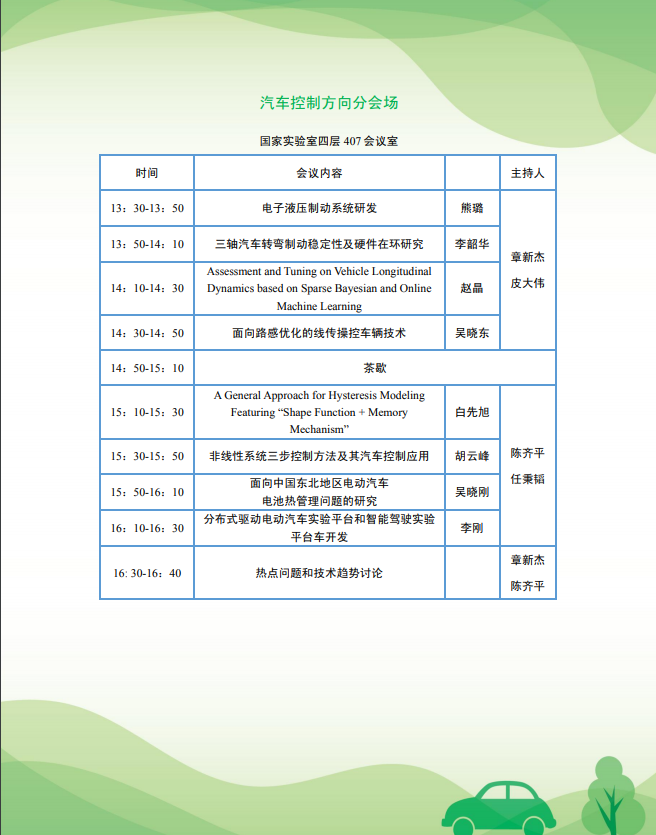 汽车控制方向分会场
国家实验室四层 407 会议室
时间 会议内容 主持人
13：30-13：50 电子液压制动系统研发 熊璐
13：50-14：10 三轴汽车转弯制动稳定性及硬件在环研究 李韶华
章新杰
皮大伟
14：10-14：30 Assessment and Tuning on Vehicle Longitudinal
Dynamics based on Sparse Bayesian and Online
Machine Learning
赵晶
14：30-14：50 面向路感优化的线传操控车辆技术 吴晓东
14：50-15：10 茶歇
15：10-15：30 A General Approach for Hysteresis Modeling
Featuring “Shape Function + Memory
Mechanism”
白先旭
15：30-15：50 非线性系统三步控制方法及其汽车控制应用 胡云峰
陈齐平
任秉韬
15：50-16：10 面向中国东北地区电动汽车
电池热管理问题的研究
吴晓刚
16：10-16：30 分布式驱动电动汽车实验平台和智能驾驶实验
平台车开发
李刚
16: 30-16：40 热点问题和技术趋势讨论
章新杰
陈齐平